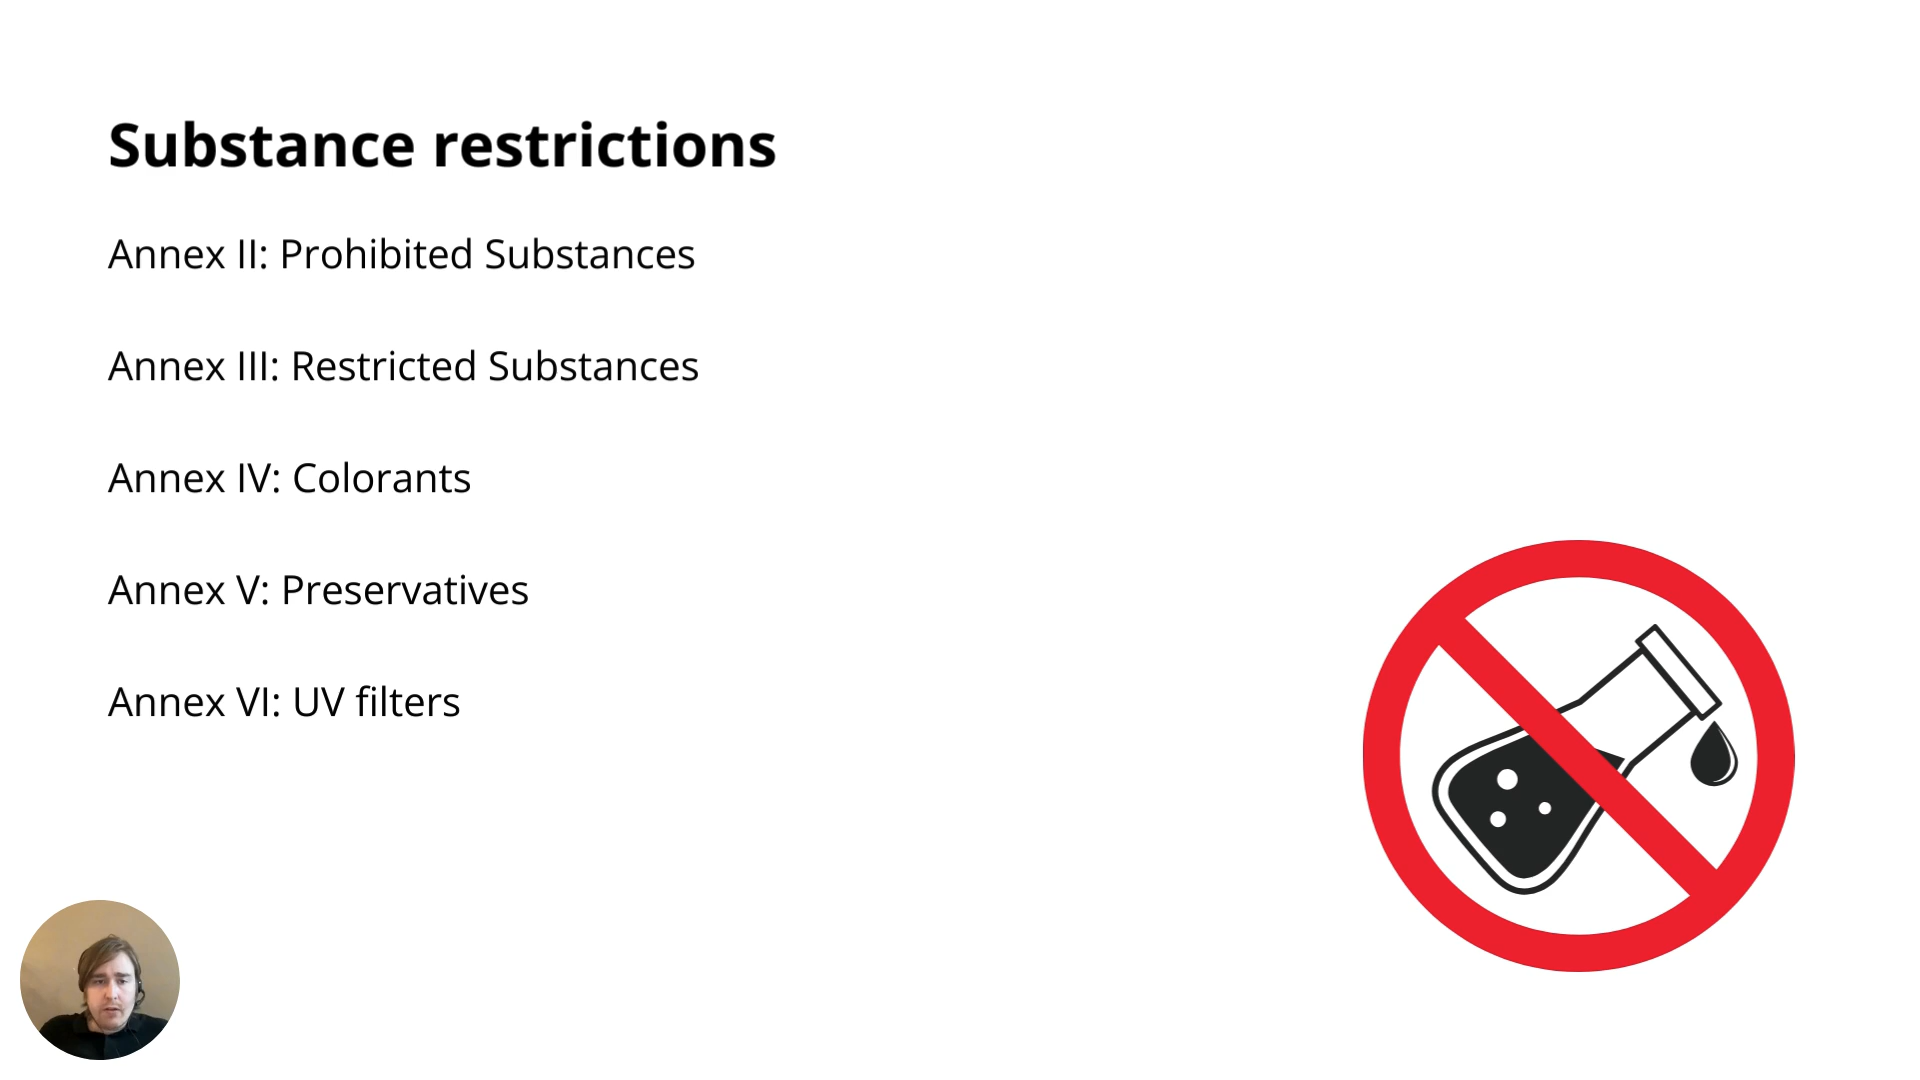 Substance restrictions
Annex II: Prohibited Substances
Annex III: Restricted Substances
Annex IV: Colorants
Annex V: Preservatives
Annex VI: UV filters